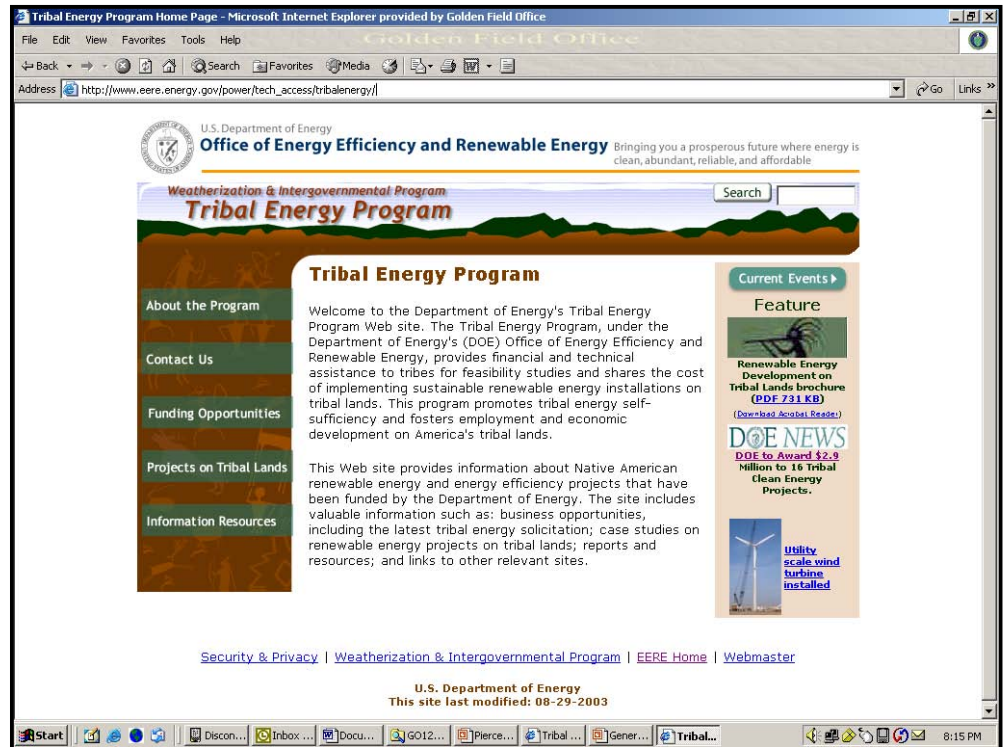 Tribal Energy Program Home Page - Microsoft Internet Explorer provided by Golden Field Office
File Edit View Favorites Tools Help
Golden Field Office
Back Search Favorites Media
Address http://www.eere.energy.gov/power/tech_access/tribalenergy/ Go Links »
U.S. Department of Energy
Office of Energy Efficiency and Renewable Energy
Bringing you a prosperous future where energy is
clean, abundant, reliable, and affordable
Weatherization & Intergovernmental Program
Tribal Energy Program
Search
About the Program
Contact Us
Funding Opportunities
Projects on Tribal Lands
Information Resources
Tribal Energy Program
Welcome to the Department of Energy's Tribal Energy
Program Web site. The Tribal Energy Program, under the
Department of Energy's (DOE) Office of Energy Efficiency and
Renewable Energy, provides financial and technical
assistance to tribes for feasibility studies and shares the cost
of implementing sustainable renewable energy installations on
tribal lands. This program promotes tribal energy self-
sufficiency and fosters employment and economic
development on America's tribal lands.
This Web site provides information about Native American
renewable energy and energy efficiency projects that have
been funded by the Department of Energy. The site includes
valuable information such as: business opportunities,
including the latest tribal energy solicitation; case studies on
renewable energy projects on tribal lands; reports and
resources; and links to other relevant sites.
Current Events
Feature
Renewable Energy
Development on
Tribal Lands brochure
(PDF 731 KB)
(Download Acrobat Reader)
DOE NEWS
DOE to Award $2.9
Million to 16 Tribal
Clean Energy
Projects.
Utility
scale wind
turbine
installed
Security & Privacy | Weatherization & Intergovernmental Program | EERE Home | Webmaster
U.S. Department of Energy
This site last modified: 08-29-2003
Start Discon... Inbox ... Docu... GO12... Pierce... Tribal ... Gener... Tribal... 8:15 PM